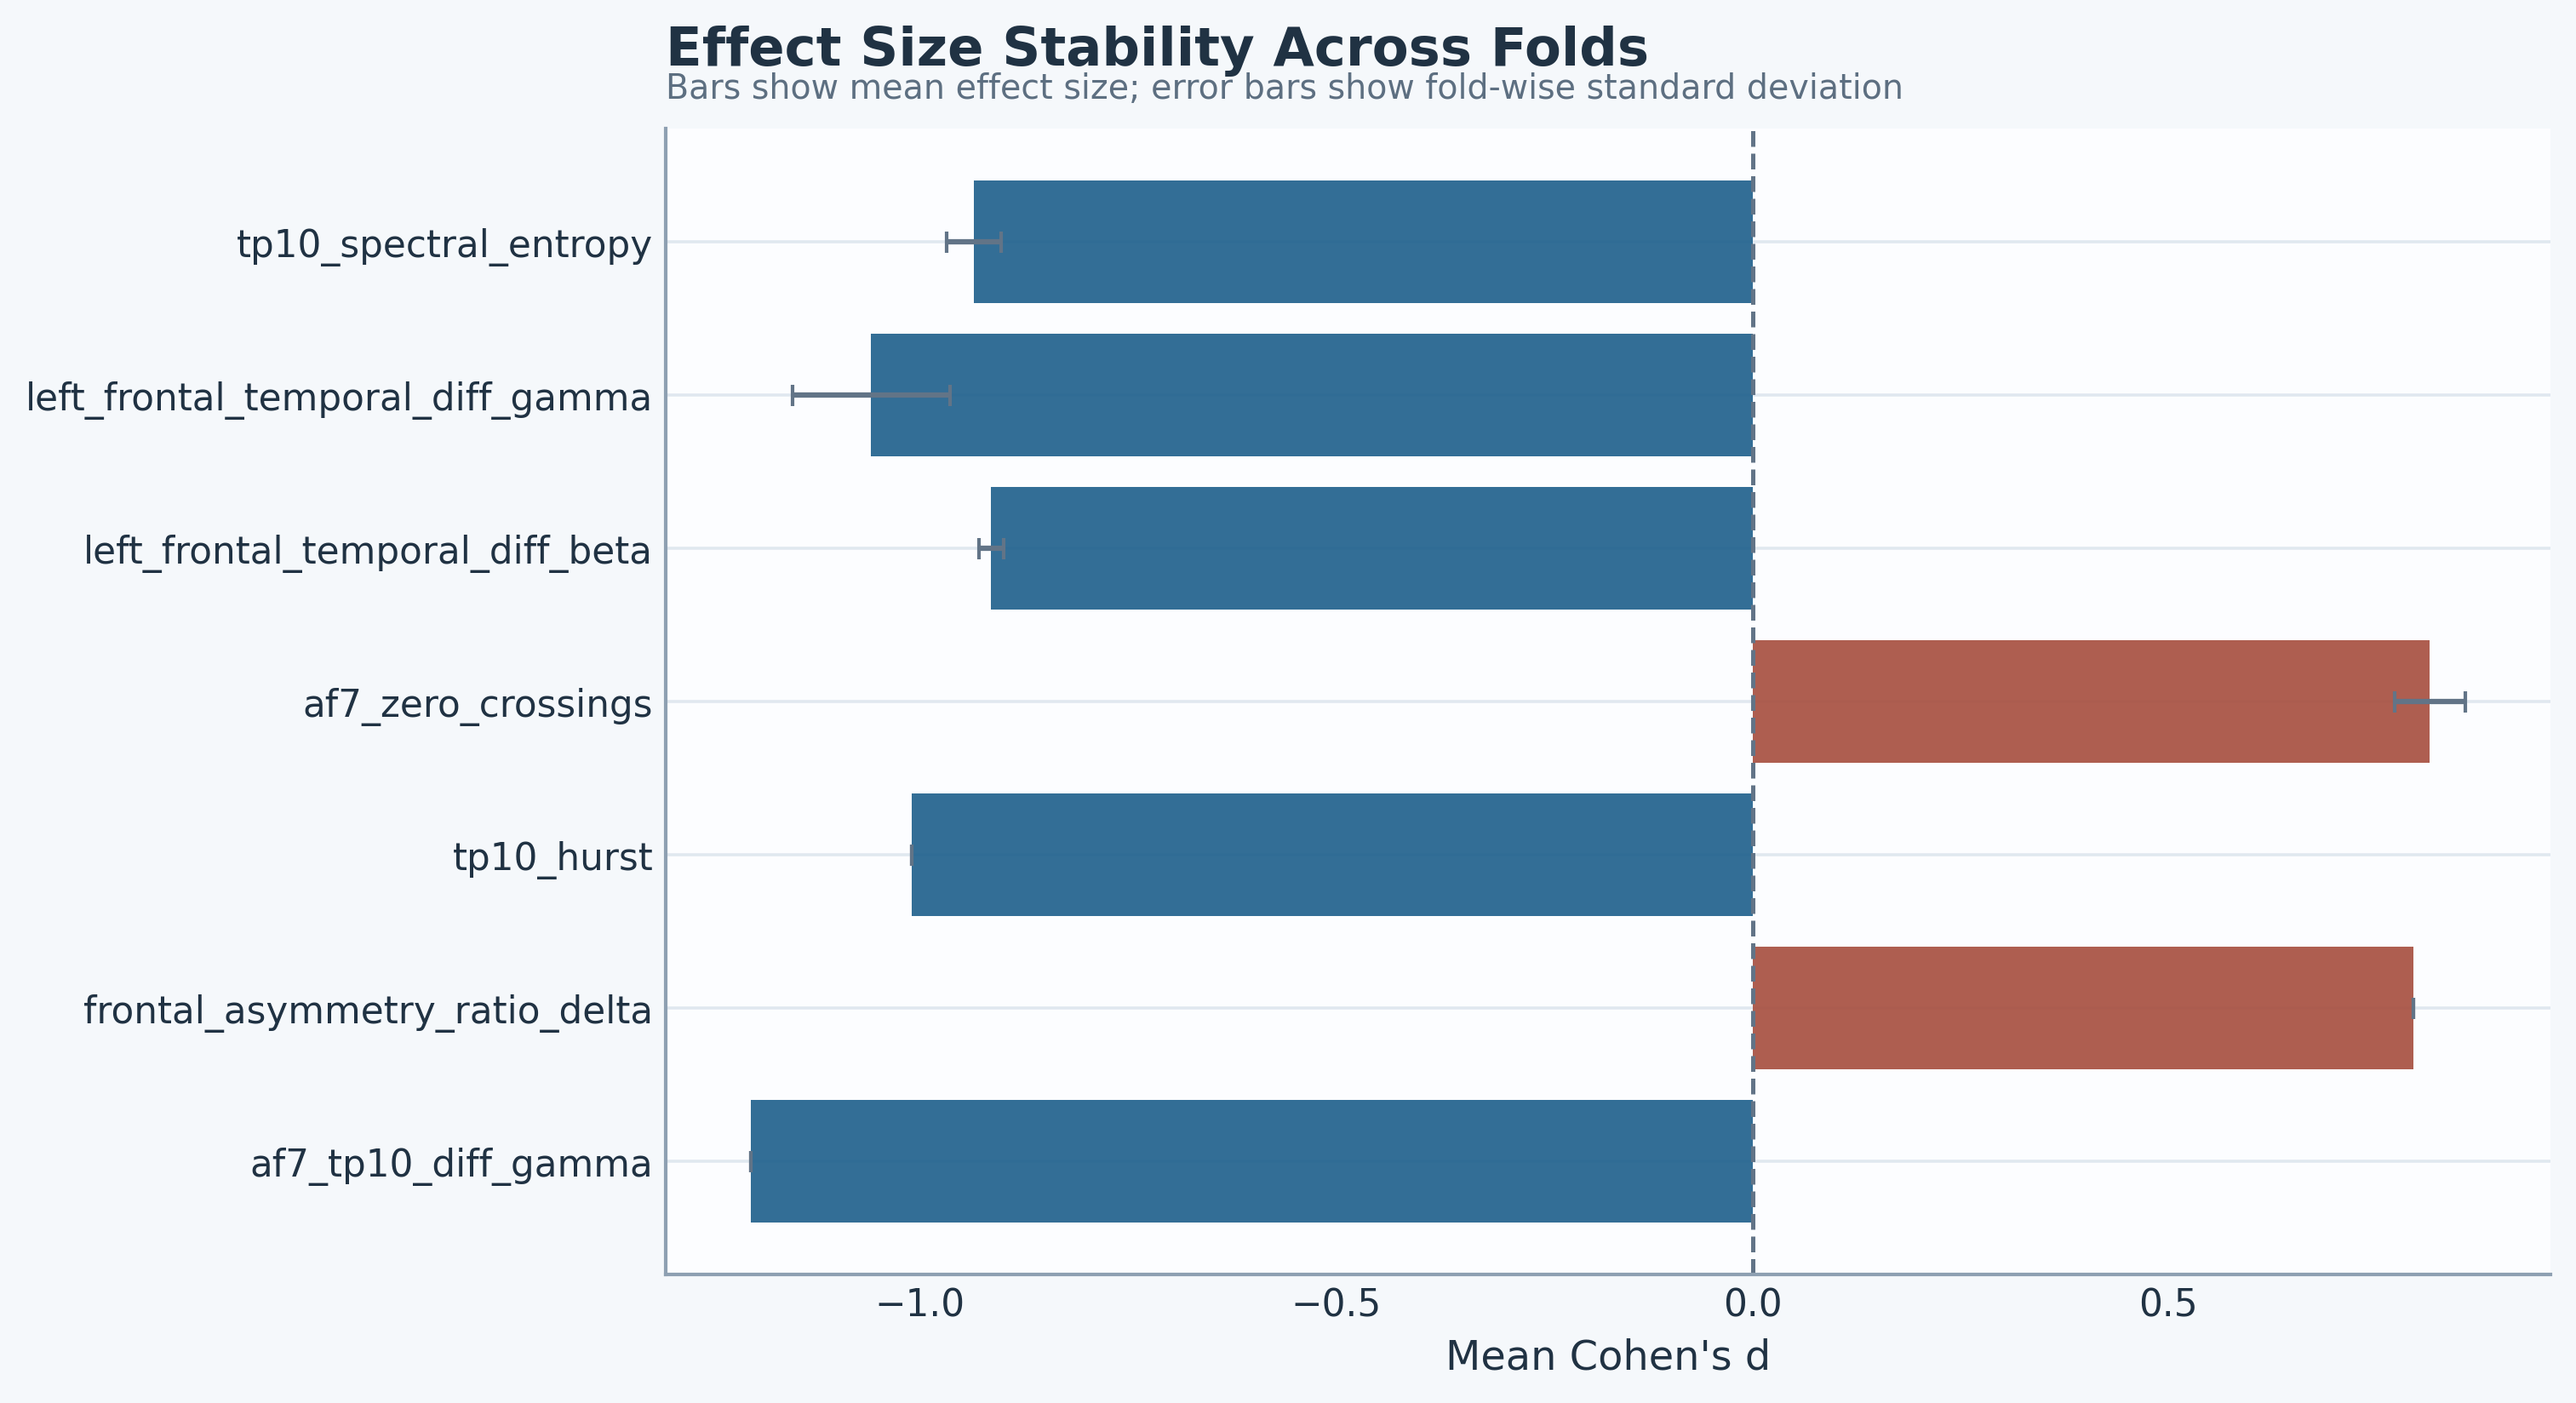 Effect Size Stability Across Folds
Bars show mean effect size; error bars show fold-wise standard deviation
tp10_spectral_entropy
left_frontal_temporal_diff_gamma
left_frontal_temporal_diff_beta
af7_zero_crossings
tp10_hurst
frontal_asymmetry_ratio_delta
af7_tp10_diff_gamma
−1.0 −0.5 0.0 0.5
Mean Cohen's d